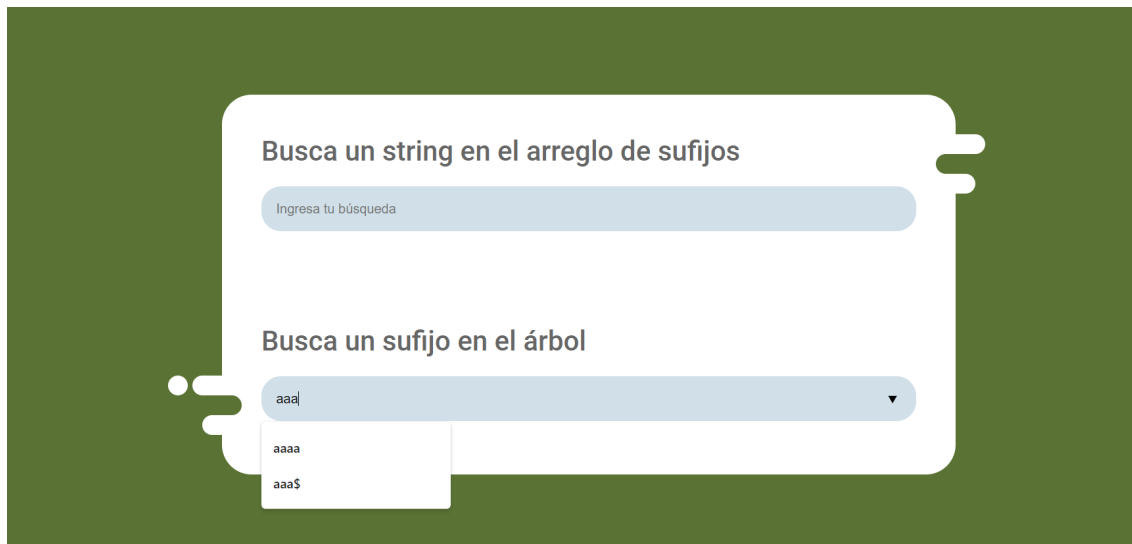 Busca un string en el arreglo de sufijos
Ingresa tu búsqueda
Busca un sufijo en el árbol
aaa
aaaa
aaa$